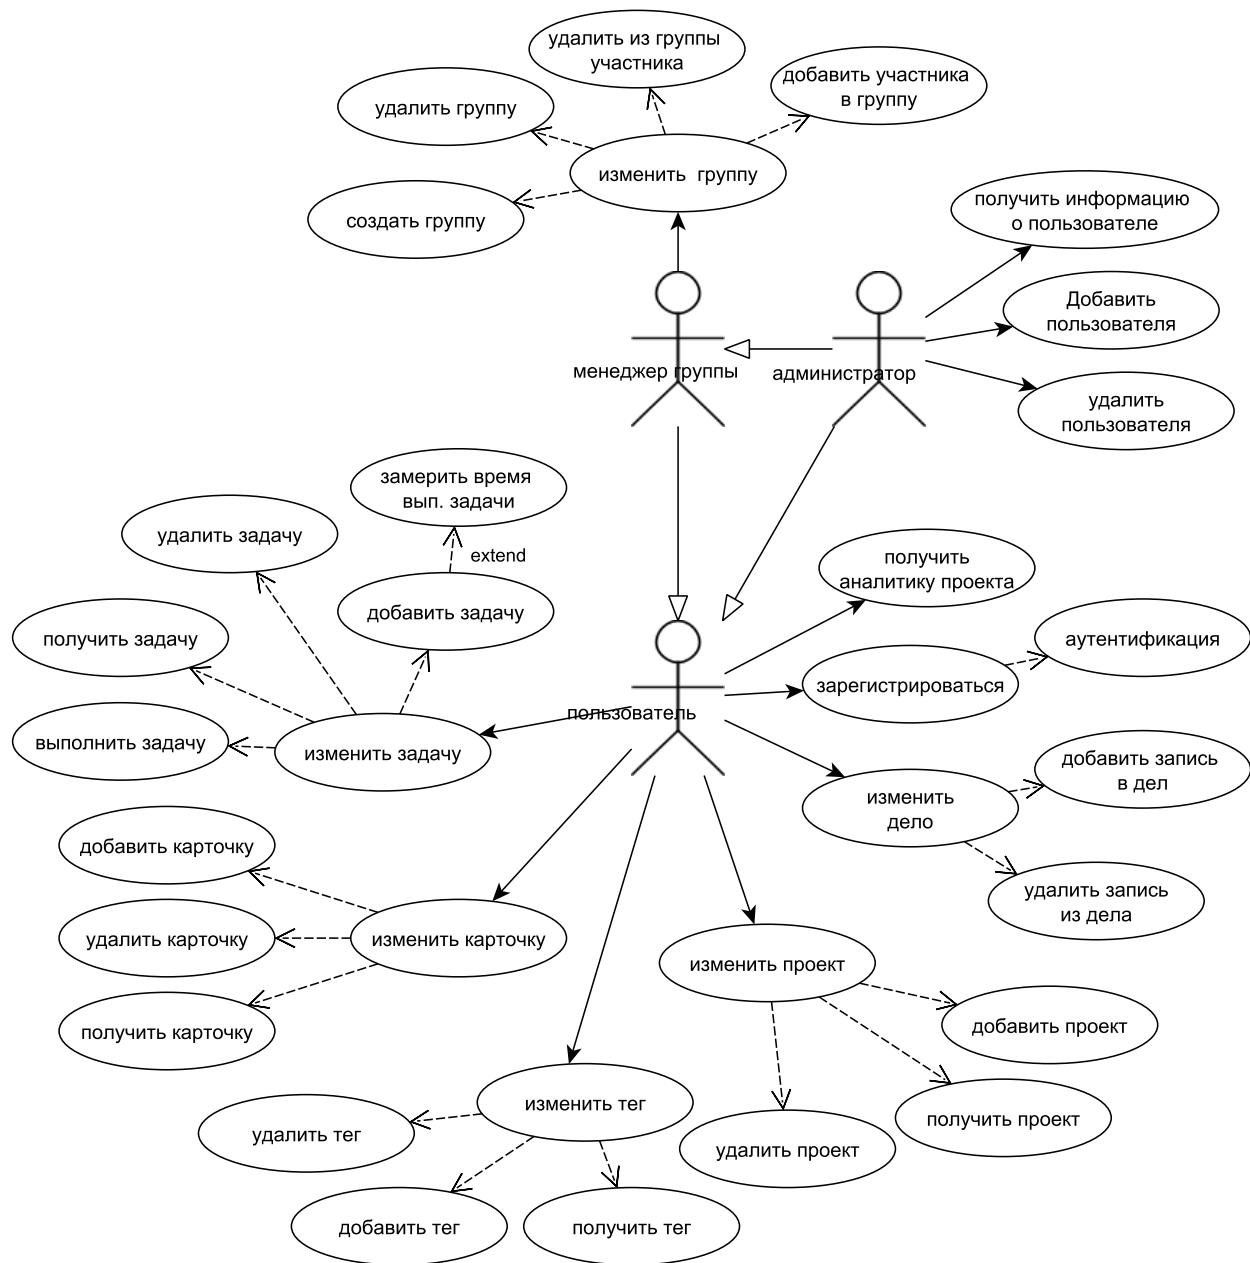 удалить из группы
участника
добавить участника
в группу
удалить группу
изменить  группу
создать группу
получить информацию
о пользователе
Добавить
пользователя
менеджер группы
администратор
удалить
пользователя
замерить время
вып. задачи
удалить задачу
extend
получить
аналитику проекта
добавить задачу
получить задачу
аутентификация
зарегистрироваться
пользователь
выполнить задачу
изменить задачу
добавить запись
в дел
изменить
дело
добавить карточку
удалить запись
из дела
удалить карточку
изменить карточку
изменить проект
получить карточку
добавить проект
изменить тег
получить проект
удалить тег
удалить проект
добавить тег
получить тег